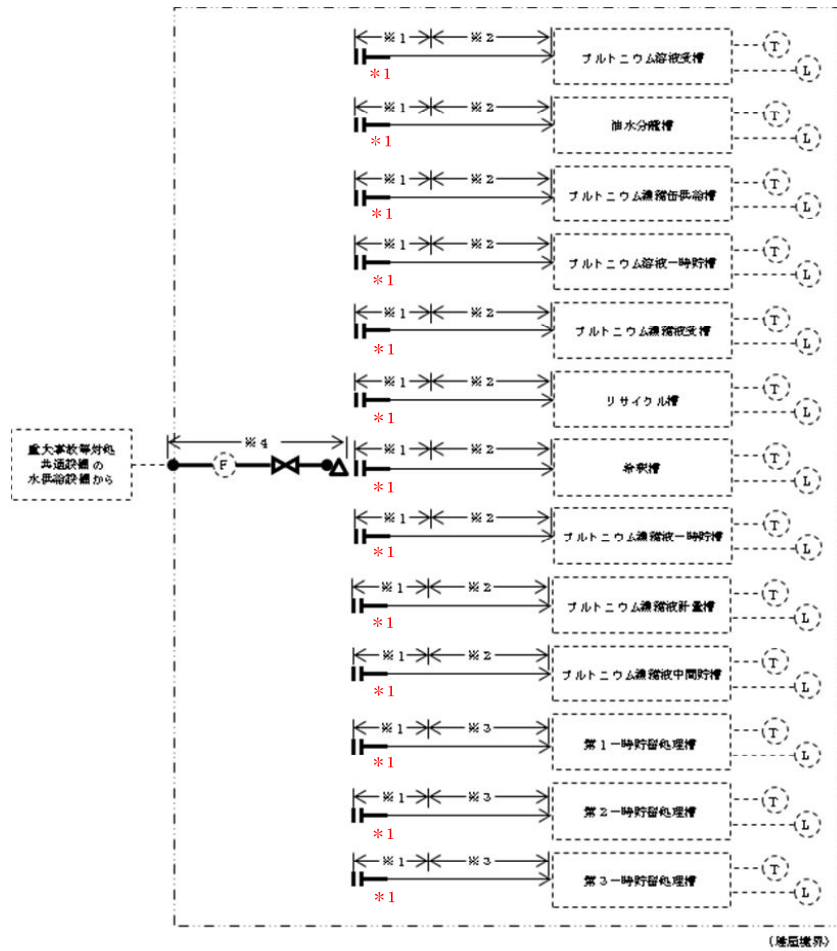 ※1 ※2
*1
プルトニウム溶液受槽
T
L
※1 ※2
*1
油水分離槽
T
L
※1 ※2
*1
プルトニウム濃縮缶供給槽
T
L
※1 ※2
*1
プルトニウム溶液一時貯槽
T
L
※1 ※2
*1
プルトニウム濃縮液受槽
T
L
※1 ※2
*1
リサイクル槽
T
L
重大事故等対処
共通設備の
水供給設備から
※4
F
※1 ※2
*1
希釈槽
T
L
※1 ※2
*1
プルトニウム濃縮液一時貯槽
T
L
※1 ※2
*1
プルトニウム濃縮液計量槽
T
L
※1 ※2
*1
プルトニウム濃縮液中間貯槽
T
L
※1 ※3
*1
第1一時貯留処理槽
T
L
※1 ※3
*1
第2一時貯留処理槽
T
L
※1 ※3
*1
第3一時貯留処理槽
T
L
(建屋境界)